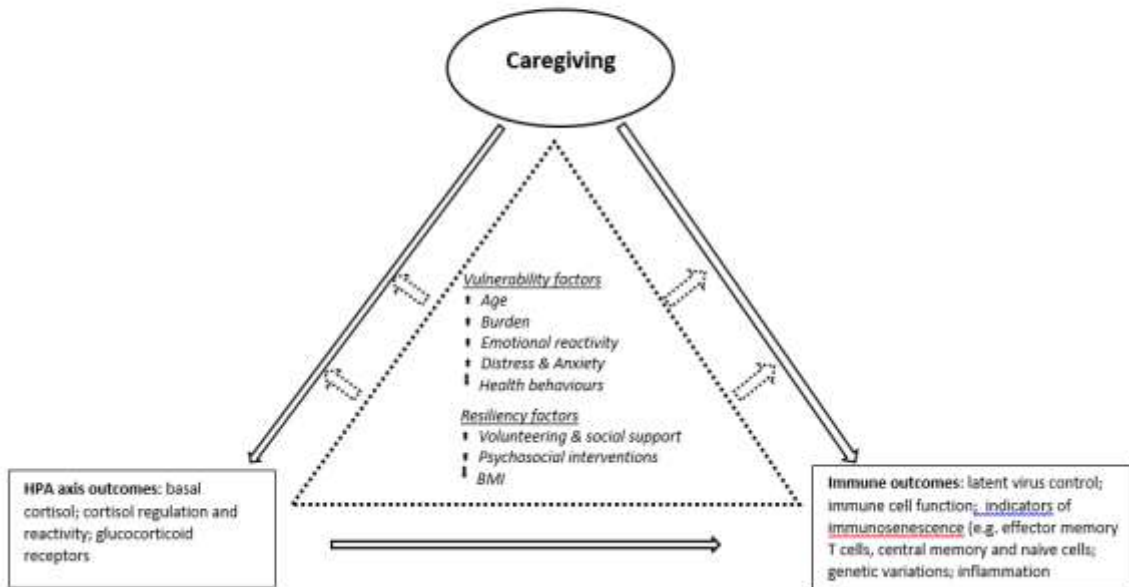 Caregiving
Vulnerability factors
Age
Burden
Emotional reactivity
Distress & Anxiety
Health behaviours
Resiliency factors
Volunteering & social support
Psychosocial interventions
BMI
HPA axis outcomes: basal
cortisol; cortisol regulation and
reactivity; glucocorticoid
receptors
Immune outcomes: latent virus control;
immune cell function; indicators of
immunosenescence (e.g. effector memory
T cells, central memory and naïve cells;
genetic variations; inflammation